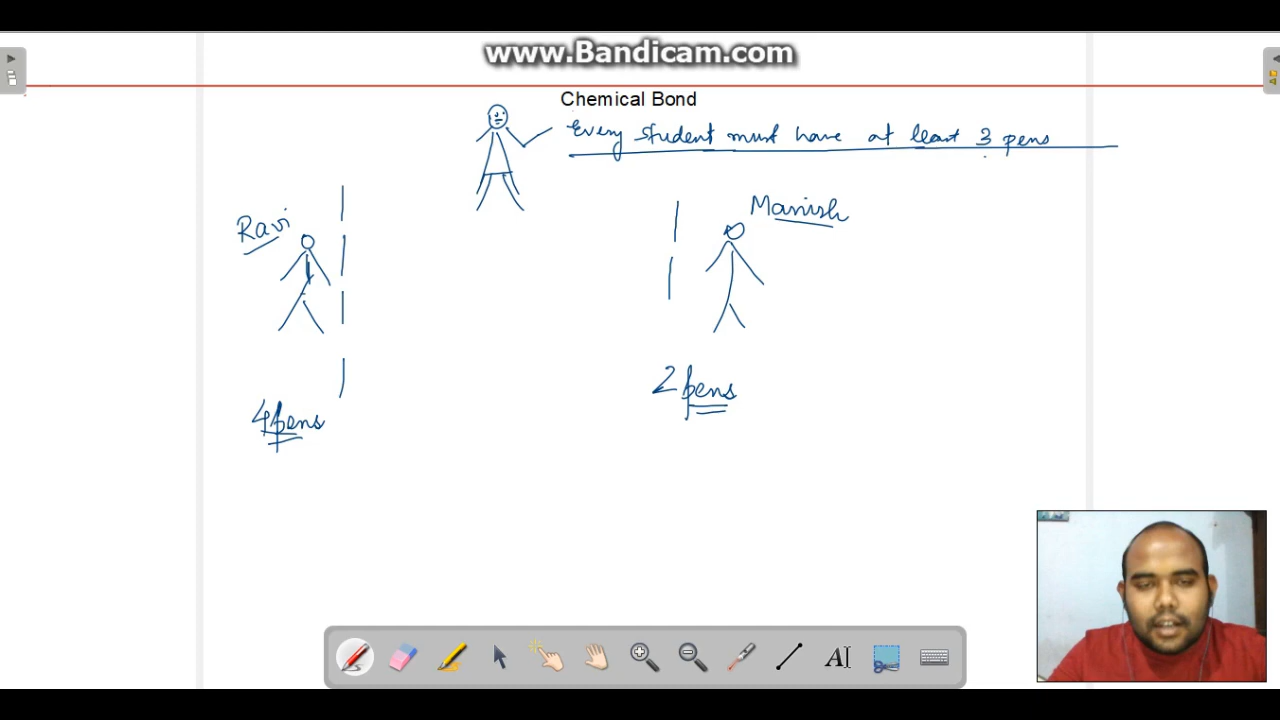 www.Bandicam.com
Chemical Bond
Every student must have at least 3 pens
Ravi
Manish
2 pens
4 pens